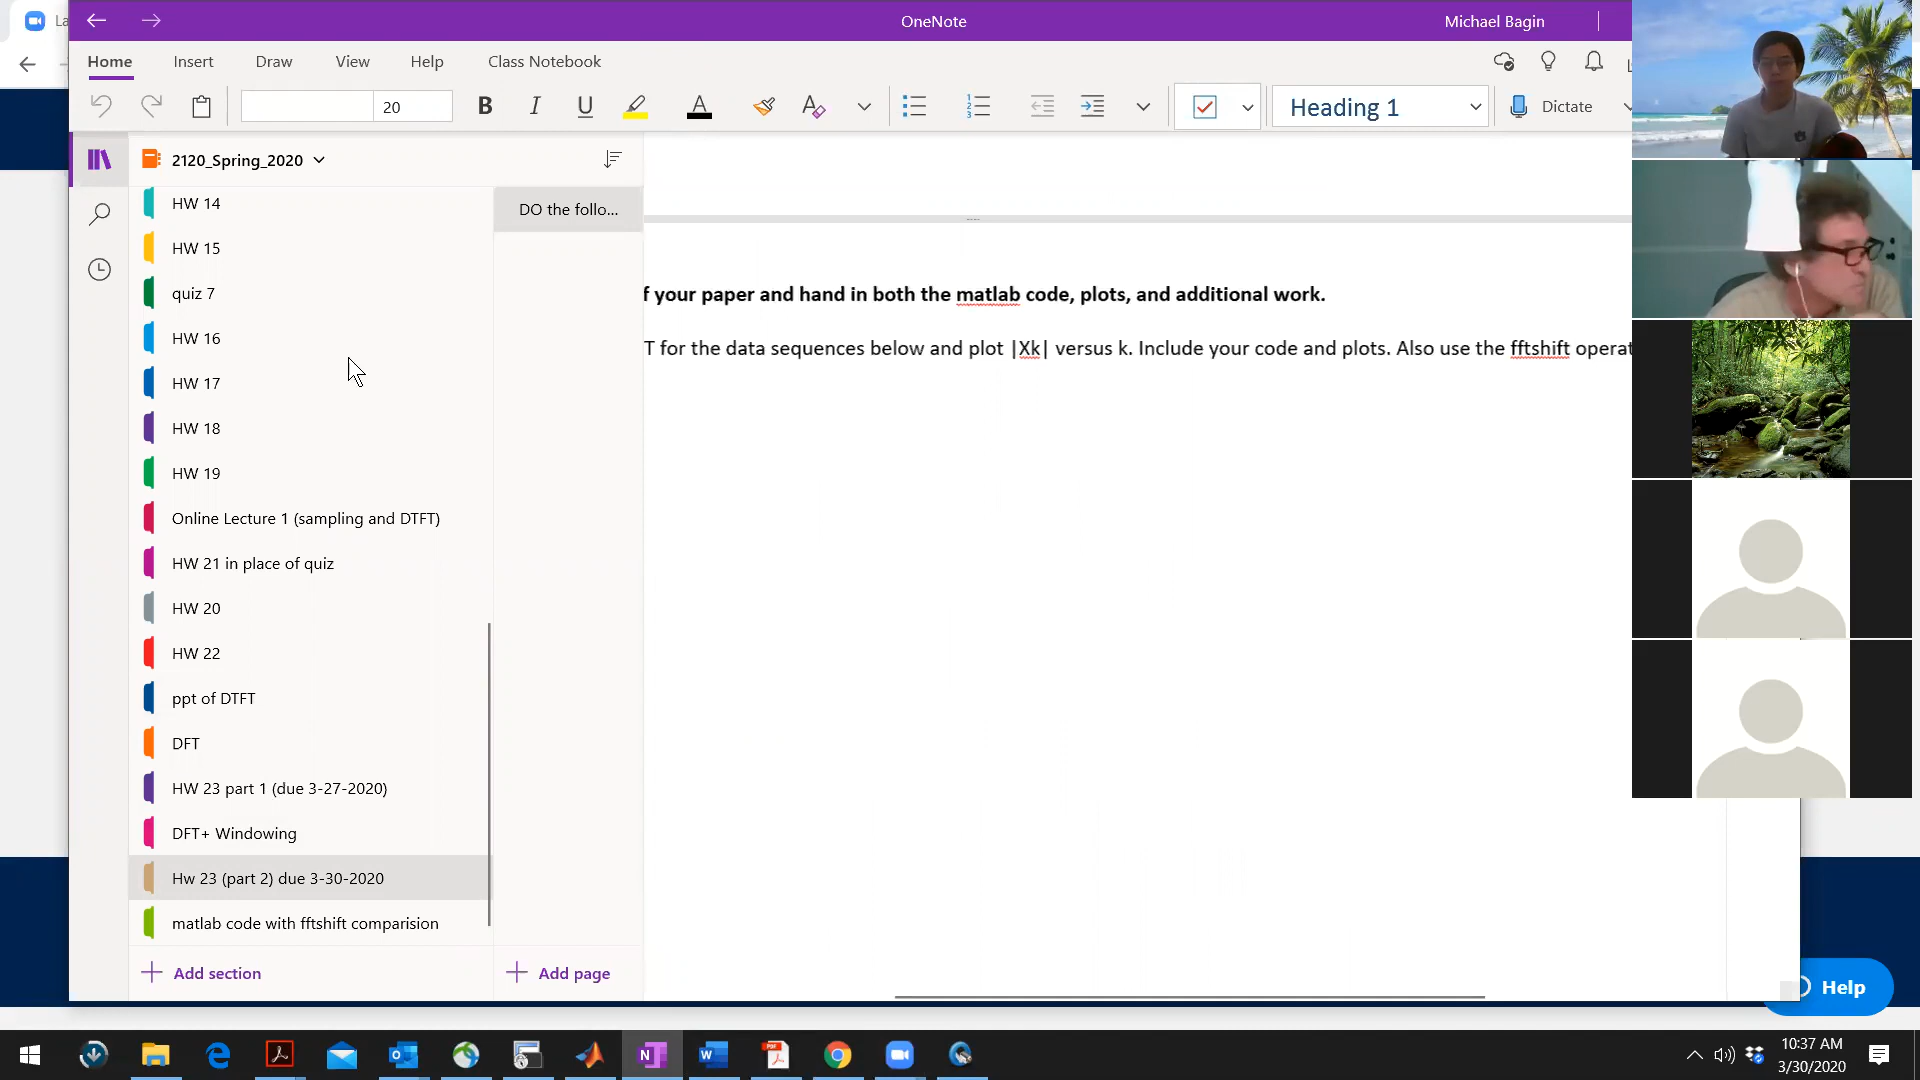 La
OneNote
Michael Bagin
Home Insert Draw View Help Class Notebook
20 B I U A A Heading 1 Dictate
2120_Spring_2020
HW 14
HW 15
quiz 7
HW 16
HW 17
HW 18
HW 19
Online Lecture 1 (sampling and DTFT)
HW 21 in place of quiz
HW 20
HW 22
ppt of DTFT
DFT
HW 23 part 1 (due 3-27-2020)
DFT+ Windowing
Hw 23 (part 2) due 3-30-2020
matlab code with fftshift comparision
Add section
DO the follo...
Add page
f your paper and hand in both the matlab code, plots, and additional work.
T for the data sequences below and plot |Xk| versus k. Include your code and plots. Also use the fftshift operat
Help
10:37 AM
3/30/2020